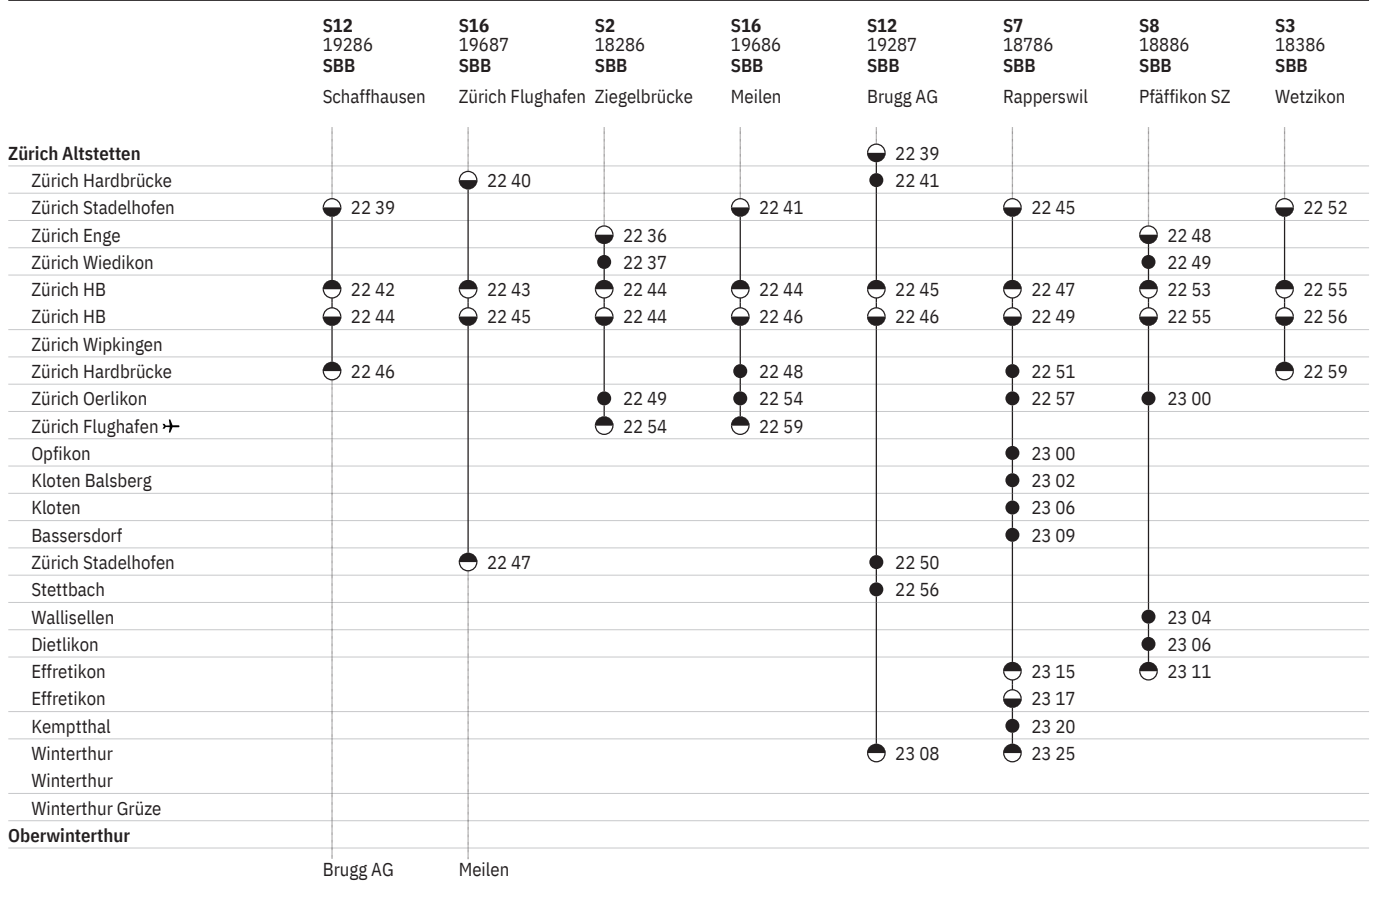 S12 S16 S2 S16 S12 S7 S8 S3
19286 19687 18286 19686 19287 18786 18886 18386
SBB SBB SBB SBB SBB SBB SBB SBB
Schaffhausen Zürich Flughafen Ziegelbrücke Meilen Brugg AG Rapperswil Pfäffikon SZ Wetzikon
Zürich Altstetten 22 39
Zürich Hardbrücke 22 40 22 41
Zürich Stadelhofen 22 39 22 41 22 45 22 52
Zürich Enge 22 36 22 48
Zürich Wiedikon 22 37 22 49
Zürich HB 22 42 22 43 22 44 22 44 22 45 22 47 22 53 22 55
Zürich HB 22 44 22 45 22 44 22 46 22 46 22 49 22 55 22 56
Zürich Wipkingen
Zürich Hardbrücke 22 46 22 48 22 51 22 59
Zürich Oerlikon 22 49 22 54 22 57 23 00
Zürich Flughafen 22 54 22 59
Opfikon 23 00
Kloten Balsberg 23 02
Kloten 23 06
Bassersdorf 23 09
Zürich Stadelhofen 22 47 22 50
Stettbach 22 56
Wallisellen 23 04
Dietlikon 23 06
Effretikon 23 15 23 11
Effretikon 23 17
Kemptthal 23 20
Winterthur 23 08 23 25
Winterthur
Winterthur Grüze
Oberwinterthur
Brugg AG Meilen